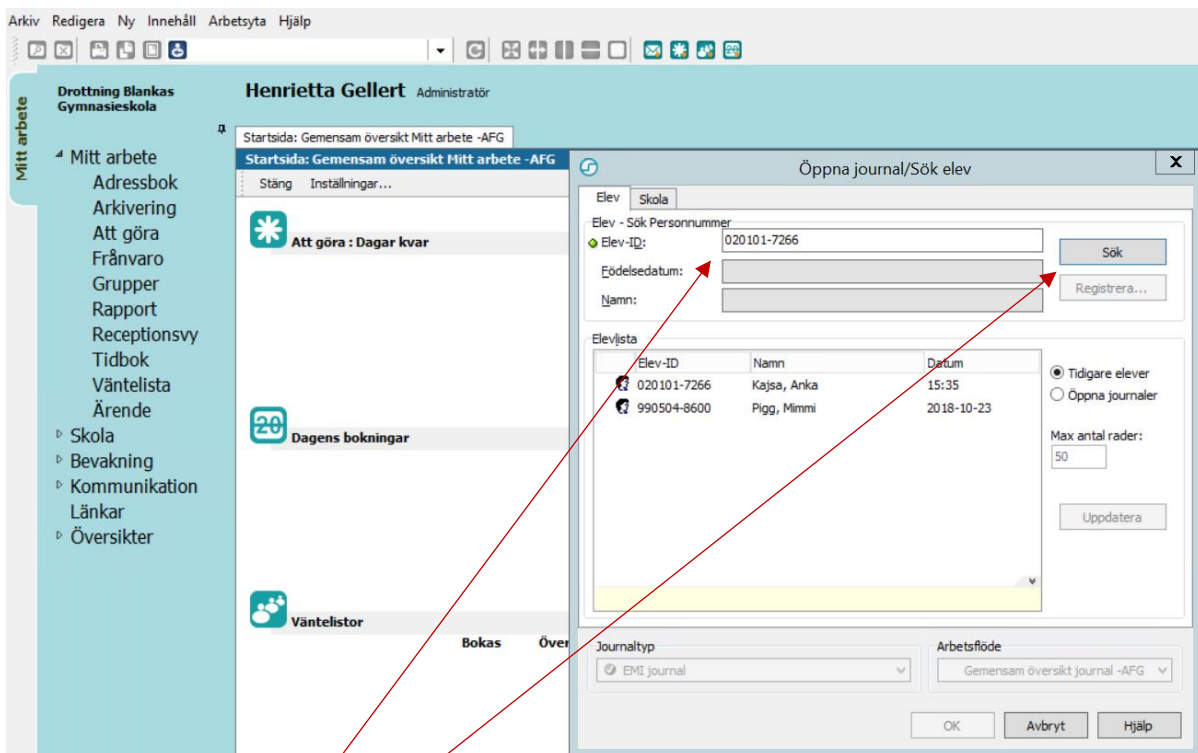 Arkiv Redigera Ny Innehåll Arbetsyta Hjälp
Mitt arbete
Drottning Blankas
Gymnasieskola
Henrietta Gellert Administratör
Mitt arbete
Adressbok
Arkivering
Att göra
Frånvaro
Grupper
Rapport
Receptionsvy
Tidbok
Väntelista
Ärende
Skola
Bevakning
Kommunikation
Länkar
Översikter
Startsida: Gemensam översikt Mitt arbete -AFG
Startsida: Gemensam översikt Mitt arbete -AFG
Stäng Inställningar...
Att göra : Dagar kvar
20
Dagens bokningar
Väntelistor
Bokas Över
Öppna journal/Sök elev
X
Elev Skola
Elev - Sök Personnummer
Elev-ID: 020101-7266 Sök
Födelsedatum: Registrera...
Namn:
Elevlista
Elev-ID Namn Datum
020101-7266 Kajsa, Anka 15:35
990504-8600 Pigg, Mimmi 2018-10-23
Tidigare elever
Öppna journaler
Max antal rader:
50
Uppdatera
Journaltyp Arbetsflöde
EMI journal Gemensam översikt journal -AFG
OK Avbryt Hjälp